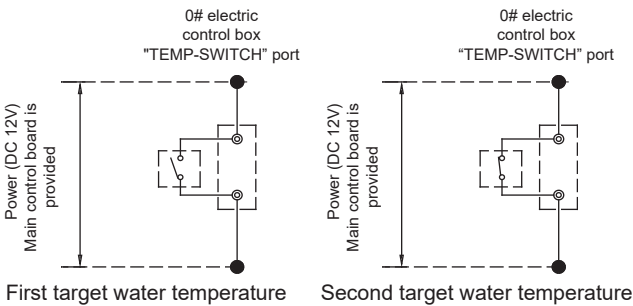 0# electric
control box
"TEMP-SWITCH” port
Power (DC 12V)
Main control board is
provided
First target water temperature
0# electric
control box
“TEMP-SWITCH” port
Power (DC 12V)
Main control board is
provided
Second target water temperature